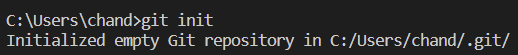 C:\Users\chand>git init
Initialized empty Git repository in C:/Users/chand/.git/